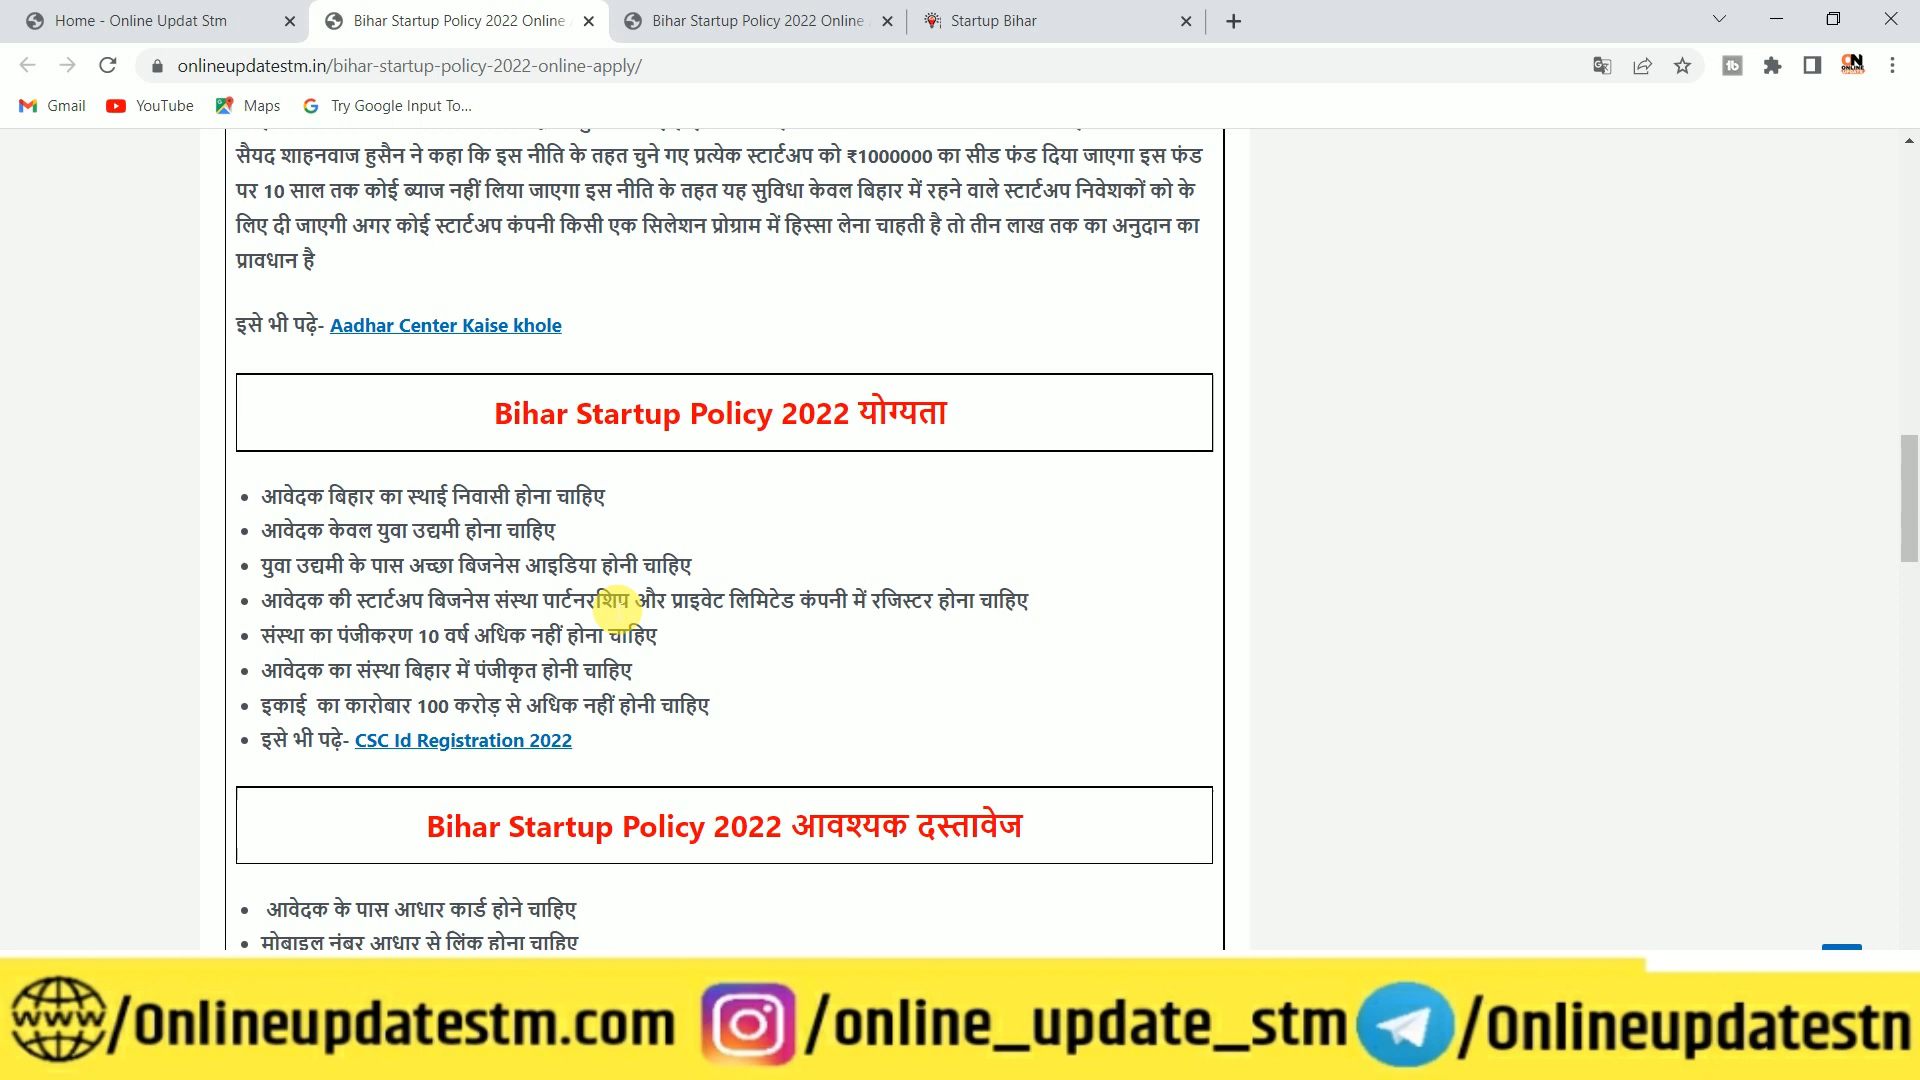 Home - Online Updat Stm
Bihar Startup Policy 2022 Online
Bihar Startup Policy 2022 Online
Startup Bihar
onlineupdatestm.in/bihar-startup-policy-2022-online-apply/
Gmail
YouTube
Maps
Try Google Input To...
सैयद शाहनवाज हुसैन ने कहा कि इस नीति के तहत चुने गए प्रत्येक स्टार्टअप को ₹1000000 का सीड फंड दिया जाएगा इस फंड
पर 10 साल तक कोई ब्याज नहीं लिया जाएगा इस नीति के तहत यह सुविधा केवल बिहार में रहने वाले स्टार्टअप निवेशकों को के
लिए दी जाएगी अगर कोई स्टार्टअप कंपनी किसी एक सिलेशन प्रोग्राम में हिस्सा लेना चाहती है तो तीन लाख तक का अनुदान का
प्रावधान है
इसे भी पढ़े- Aadhar Center Kaise khole
Bihar Startup Policy 2022 योग्यता
• आवेदक बिहार का स्थाई निवासी होना चाहिए
• आवेदक केवल युवा उद्यमी होना चाहिए
• युवा उद्यमी के पास अच्छा बिजनेस आइडिया होनी चाहिए
• आवेदक की स्टार्टअप बिजनेस संस्था पार्टनरशिप और प्राइवेट लिमिटेड कंपनी में रजिस्टर होना चाहिए
• संस्था का पंजीकरण 10 वर्ष अधिक नहीं होना चाहिए
• आवेदक का संस्था बिहार में पंजीकृत होनी चाहिए
• इकाई का कारोबार 100 करोड़ से अधिक नहीं होनी चाहिए
• इसे भी पढ़े- CSC Id Registration 2022
Bihar Startup Policy 2022 आवश्यक दस्तावेज
• आवेदक के पास आधार कार्ड होने चाहिए
• मोबाइल नंबर आधार से लिंक होना चाहिए
www /Onlineupdatestm.com /online_update_stm /Onlineupdatestn